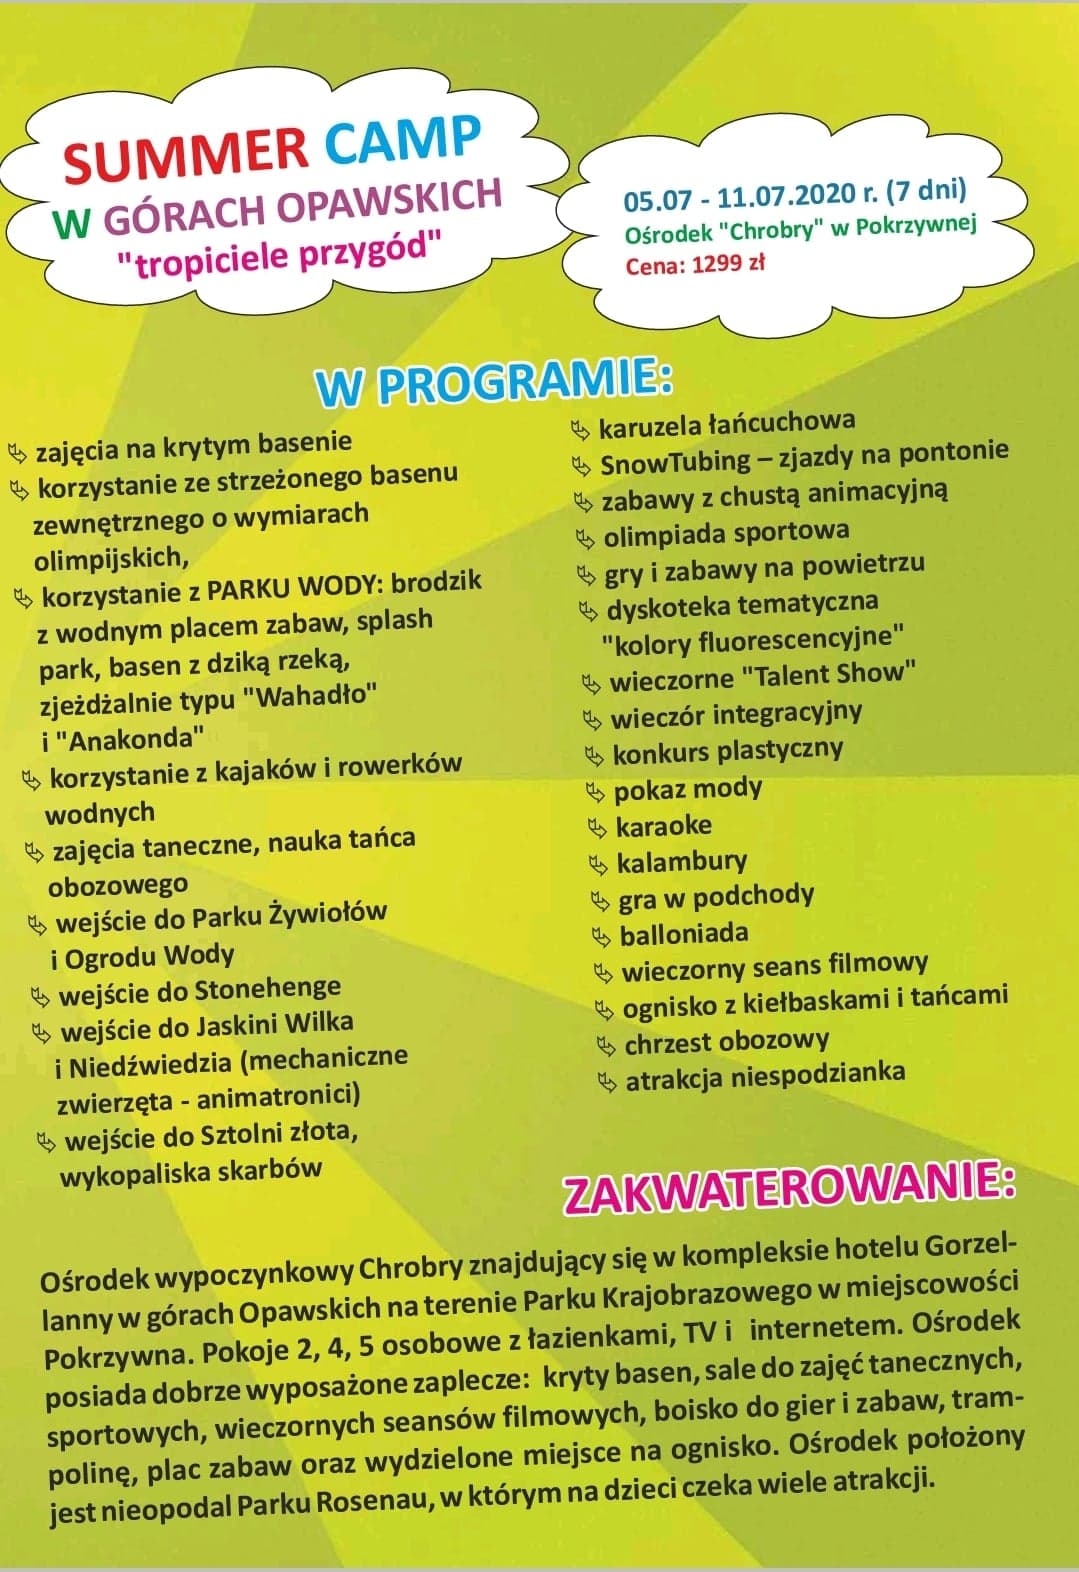 SUMMER CAMP
W GÓRACH OPAWSKICH
"tropiciele przygód"
05.07 - 11.07.2020 r. (7 dni)
Ośrodek "Chrobry" w Pokrzywnej
Cena: 1299 zł
W PROGRAMIE:
zajęcia na krytym basenie
korzystanie ze strzeżonego basenu
zewnętrznego o wymiarach
olimpijskich,
korzystanie z PARKU WODY: brodzik
z wodnym placem zabaw, splash
park, basen z dziką rzeką,
zjeżdżalnie typu "Wahadło"
i "Anakonda"
korzystanie z kajaków i rowerków
wodnych
zajęcia taneczne, nauka tańca
obozowego
wejście do Parku Żywiołów
i Ogrodu Wody
wejście do Stonehenge
wejście do Jaskini Wilka
i Niedźwiedzia (mechaniczne
zwierzęta - animatronici)
wejście do Sztolni złota,
wykopaliska skarbów
karuzela łańcuchowa
SnowTubing – zjazdy na pontonie
zabawy z chustą animacyjną
olimpiada sportowa
gry i zabawy na powietrzu
dyskoteka tematyczna
"kolory fluorescencyjne"
wieczorne "Talent Show"
wieczór integracyjny
konkurs plastyczny
pokaz mody
karaoke
kalambury
gra w podchody
balloniada
wieczorny seans filmowy
ognisko z kiełbaskami i tańcami
chrzest obozowy
atrakcja niespodzianka
ZAKWATEROWANIE:
Ośrodek wypoczynkowy Chrobry znajdujący się w kompleksie hotelu Gorzel-
lanny w górach Opawskich na terenie Parku Krajobrazowego w miejscowości
Pokrzywna. Pokoje 2, 4, 5 osobowe z łazienkami, TV i internetem. Ośrodek
posiada dobrze wyposażone zaplecze: kryty basen, sale do zajęć tanecznych,
sportowych, wieczornych seansów filmowych, boisko do gier i zabaw, tram-
polinę, plac zabaw oraz wydzielone miejsce na ognisko. Ośrodek położony
jest nieopodal Parku Rosenau, w którym na dzieci czeka wiele atrakcji.